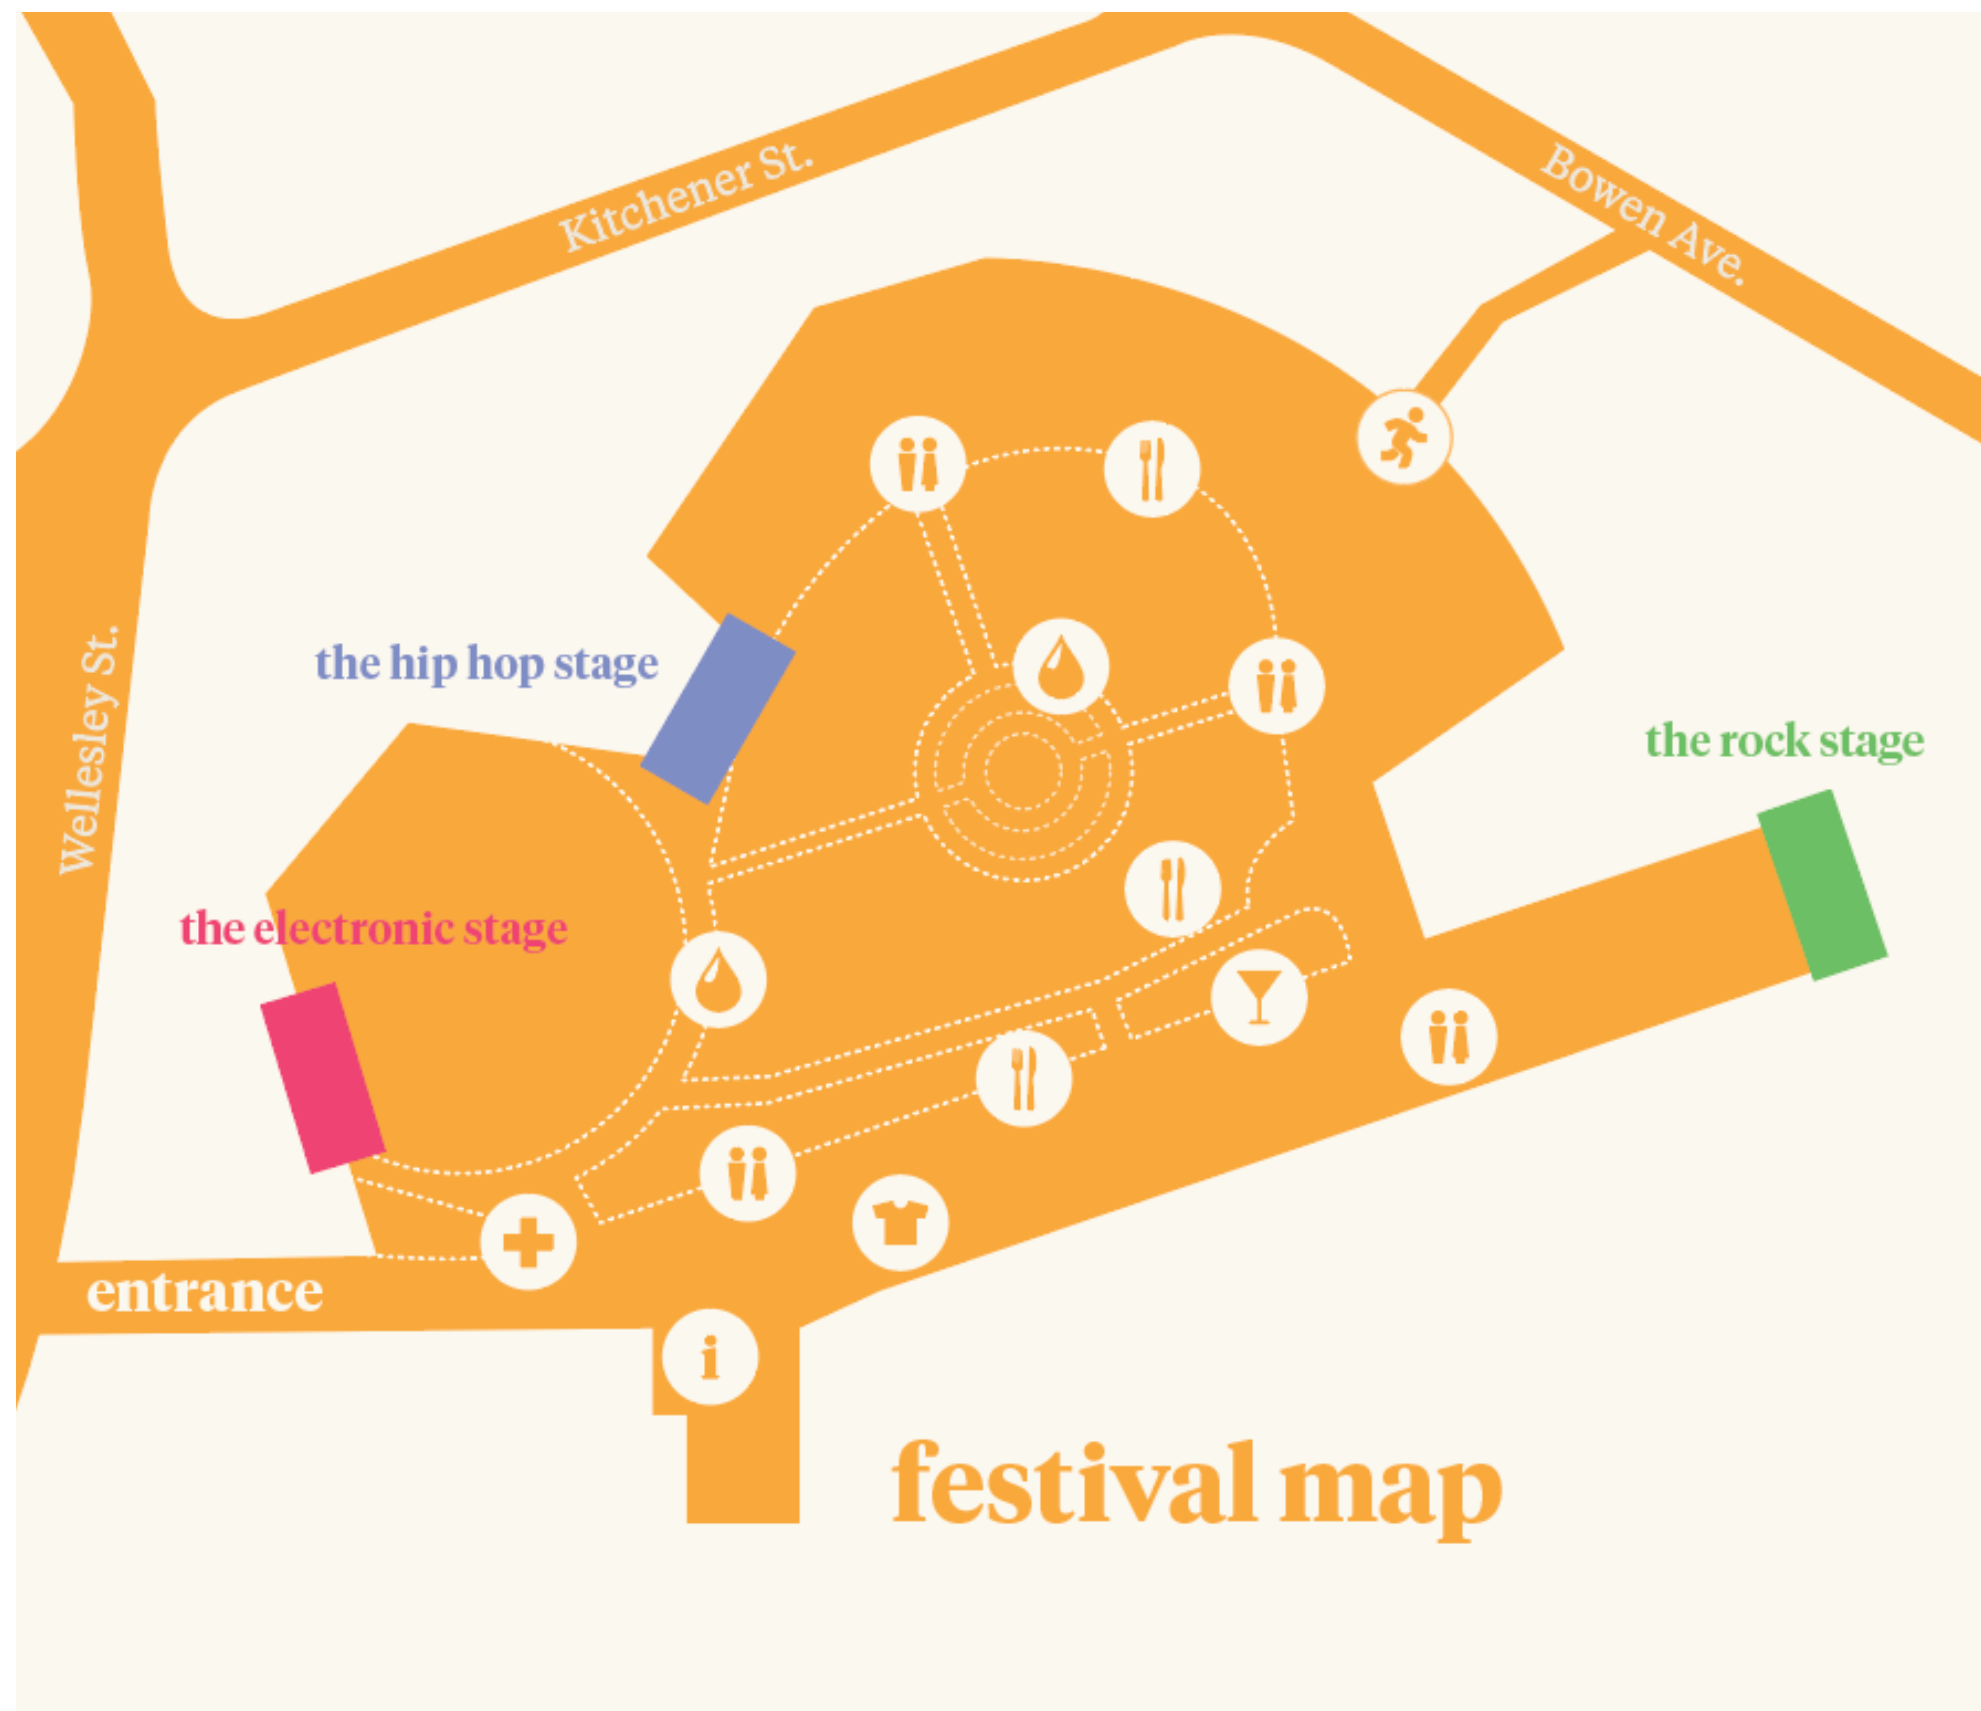 Kitchener St.
Bowen Ave.
Wellesley St.
the hip hop stage
the rock stage
the electronic stage
entrance
i
festival map